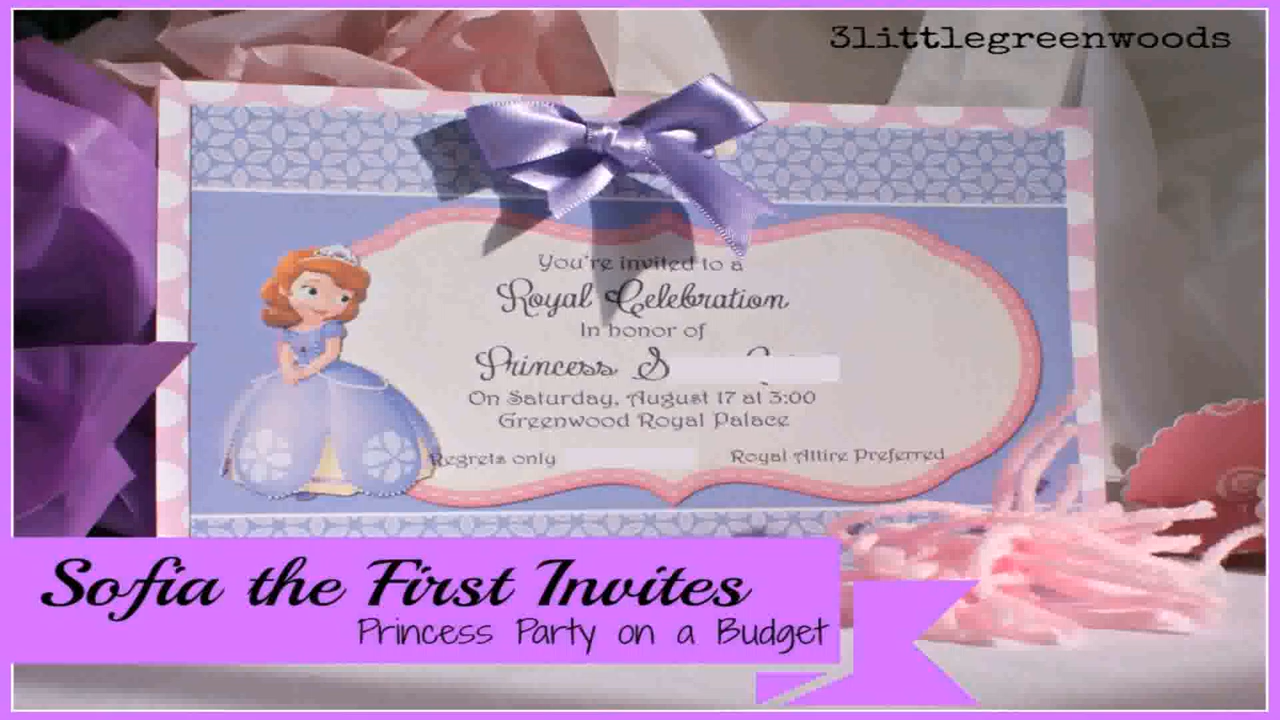 3littlegreenwoods
You're invited to a
Royal Celebration
In honor of
Princess S
On Saturday, August 17 at 3:00
Greenwood Royal Palace
Regrets only
Royal Attire Preferred
Sofia the First Invites
Princess Party on a Budget